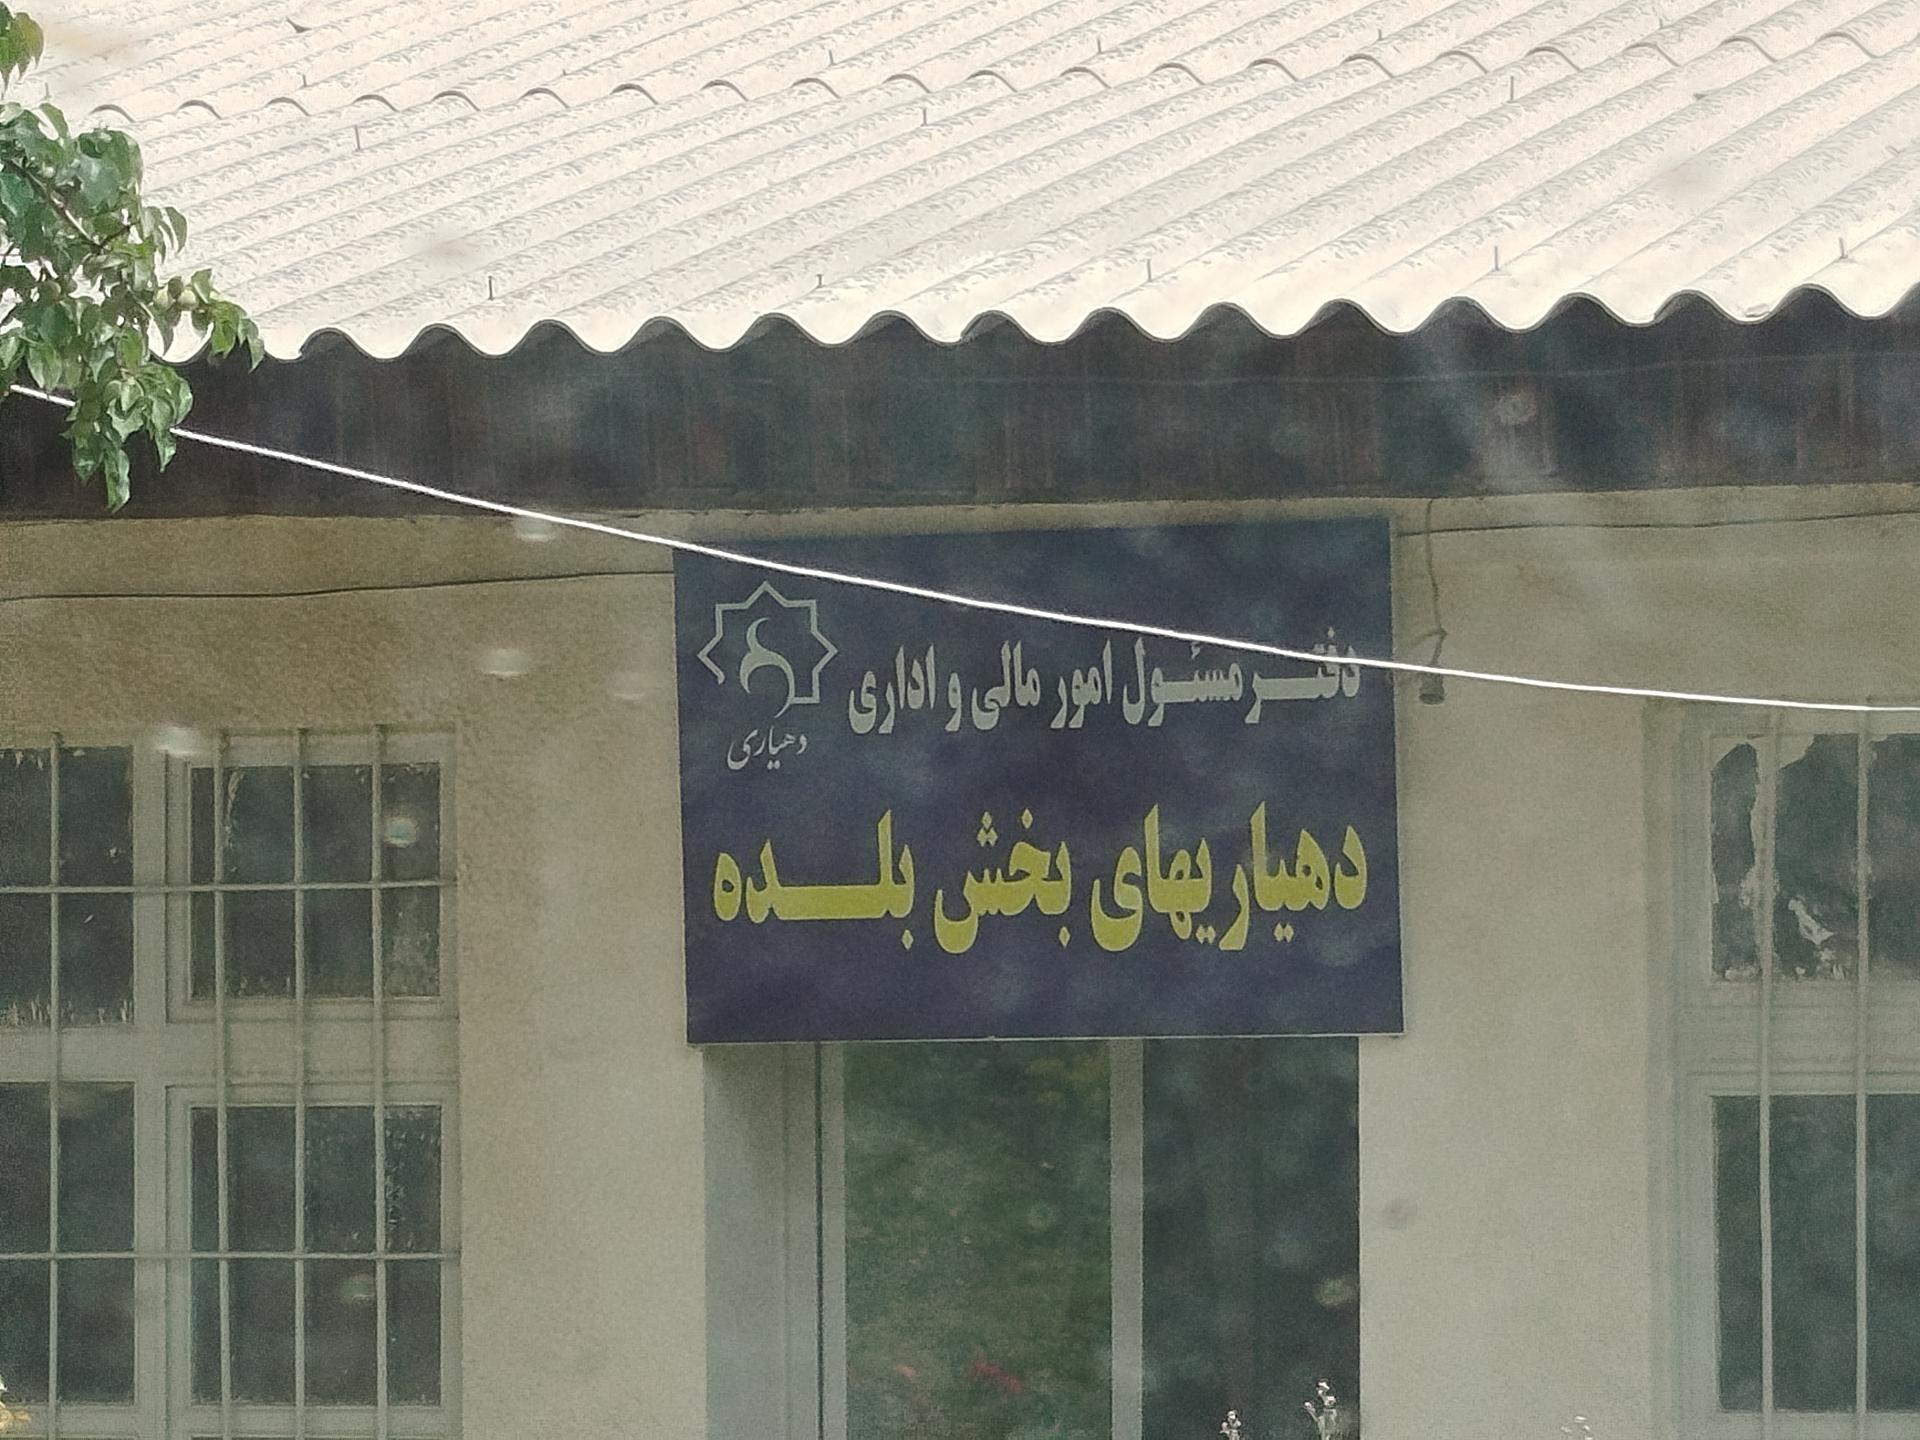 دفتر مسئول امور مالی و اداری
دهیاری
دهیاریهای بخش بلده